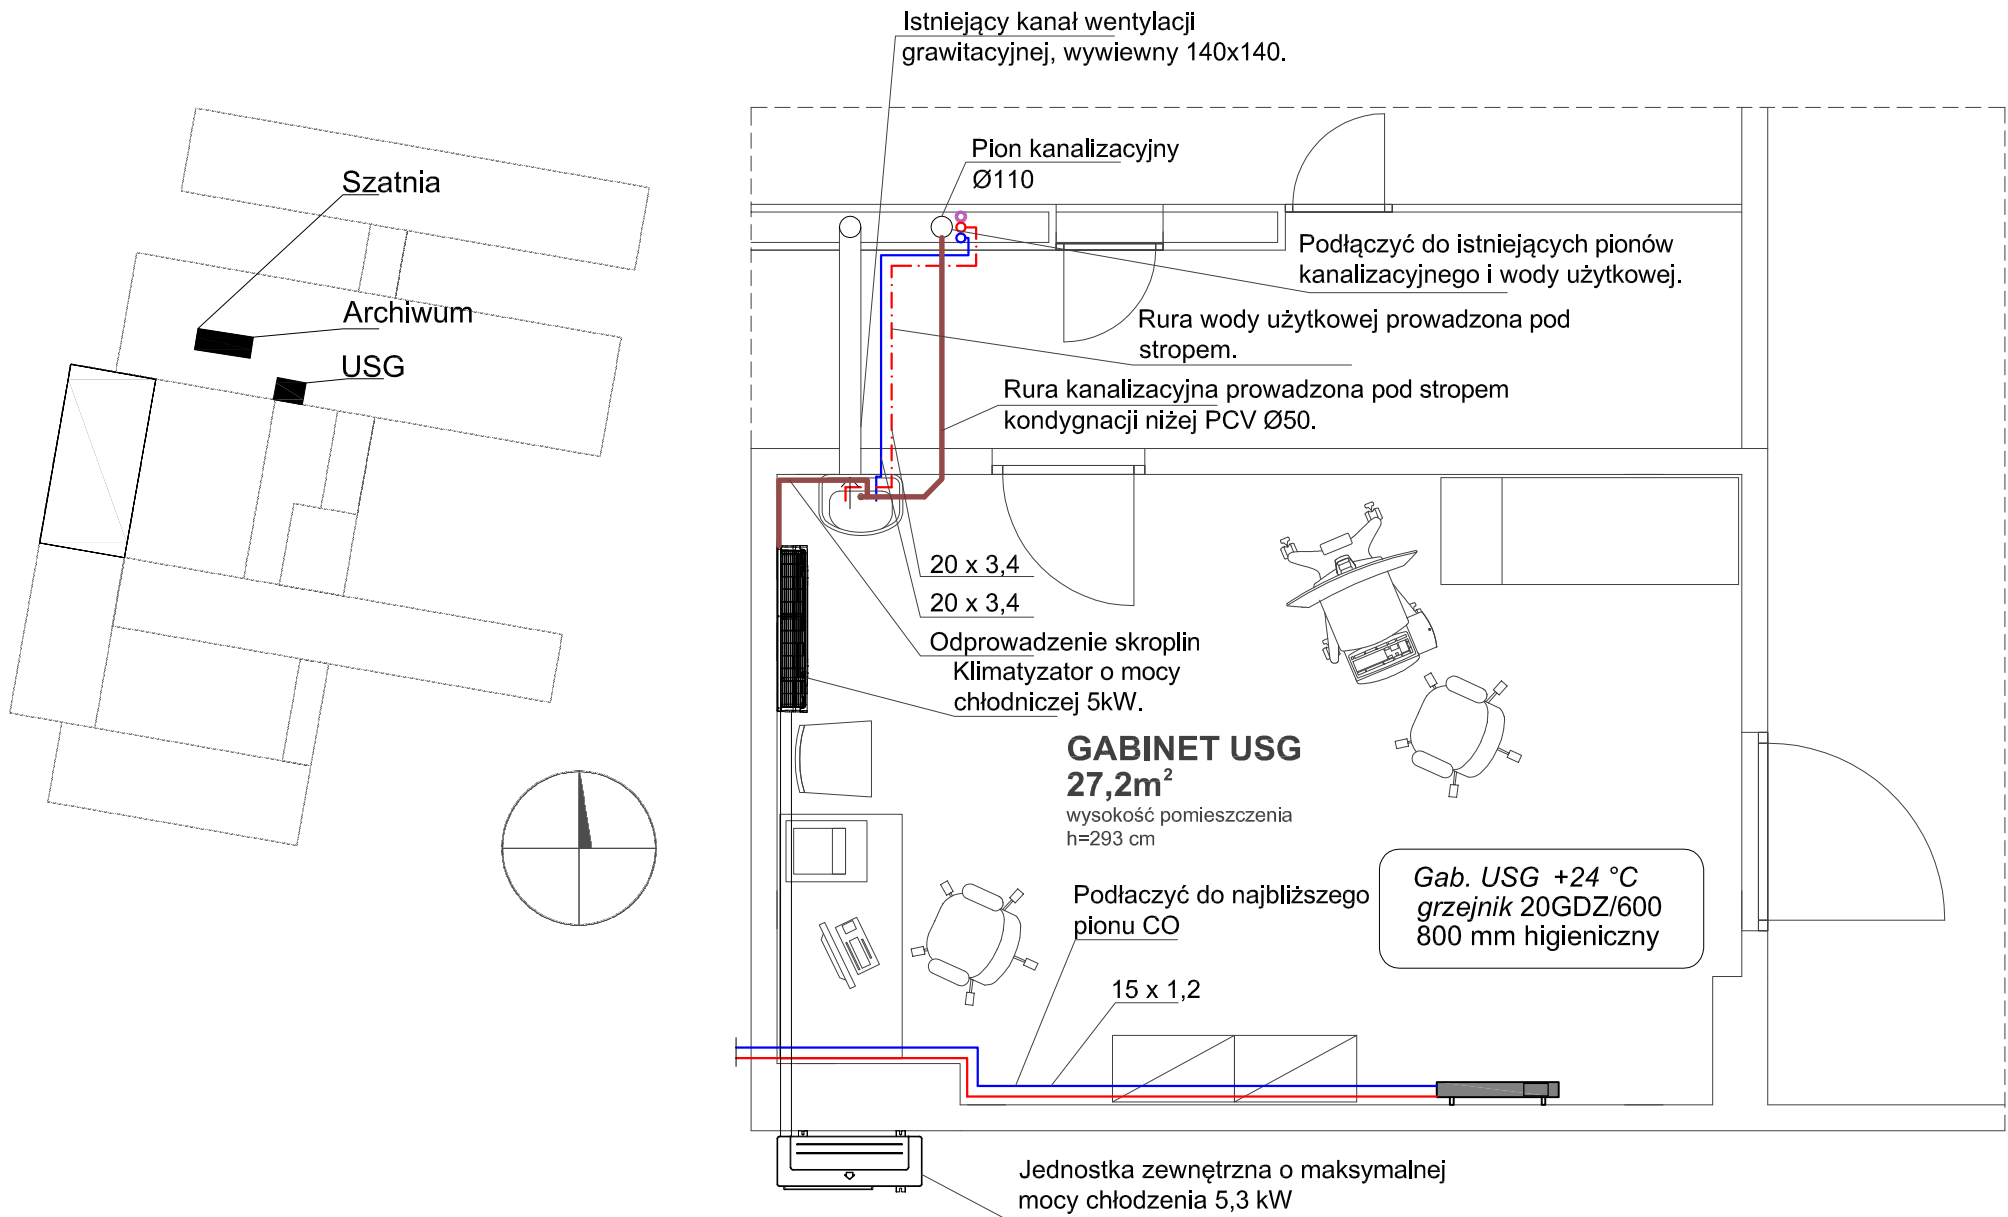 Istniejący kanał wentylacji
grawitacyjnej, wywiewny 140x140.
Pion kanalizacyjny
Ø110
Szatnia
Podłączyć do istniejących pionów
kanalizacyjnego i wody użytkowej.
Archiwum
Rura wody użytkowej prowadzona pod
stropem.
USG
Rura kanalizacyjna prowadzona pod stropem
kondygnacji niżej PCV Ø50.
20 x 3,4
20 x 3,4
Odprowadzenie skroplin
Klimatyzator o mocy
chłodniczej 5kW.
GABINET USG
27,2m²
wysokość pomieszczenia
h=293 cm
Gab. USG +24 °C
grzejnik 20GDZ/600
800 mm higieniczny
Podłaczyć do najbliższego
pionu CO
15 x 1,2
Jednostka zewnętrzna o maksymalnej
mocy chłodzenia 5,3 kW